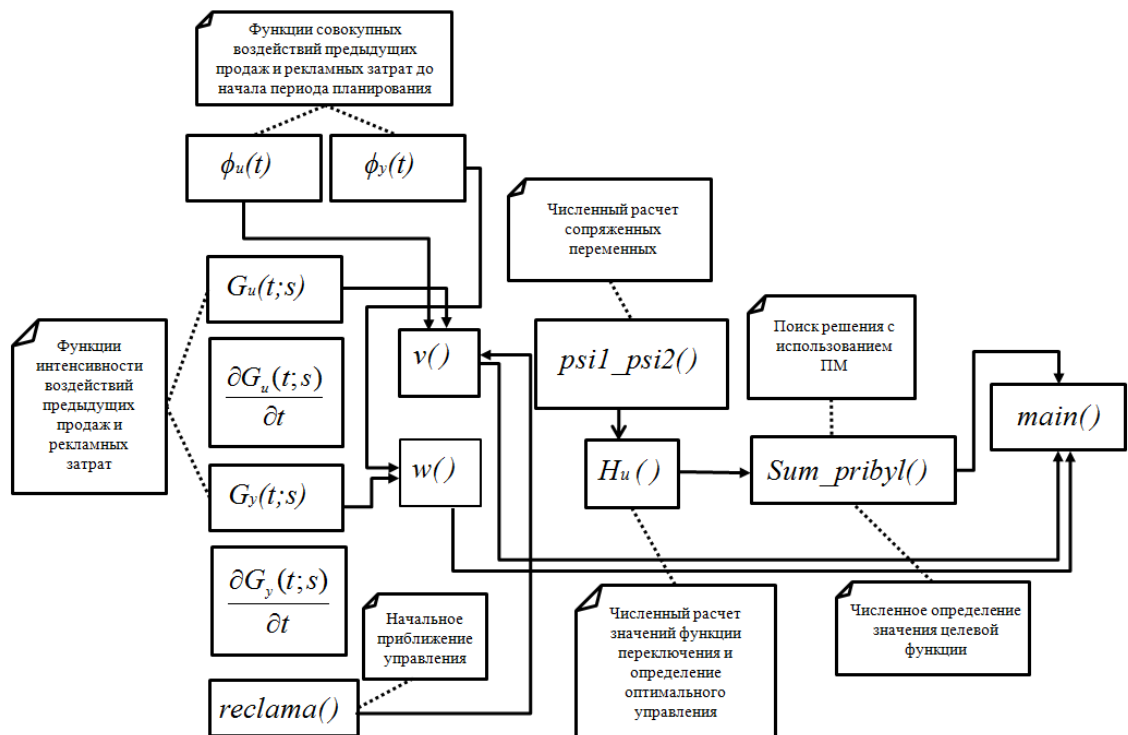 Функции совокупных
воздействий предыдущих
продаж и рекламных затрат до
начала периода планирования
ϕu(t)
ϕy(t)
Численный расчет
сопряженных
переменных
Gu(t;s)
Функции
интенсивности
воздействий
предыдущих
продаж и
рекламных
затрат
∂Gu(t;s)
∂t
v()
psi1_psi2()
Поиск решения с
использованием
ПМ
main()
Gy(t;s)
w()
Hu()
Sum_pribyl()
∂Gy(t;s)
∂t
Начальное
приближение
управления
Численный расчет
значений функции
переключения и
определение
оптимального
управления
Численное определение
значения целевой
функции
reclama()